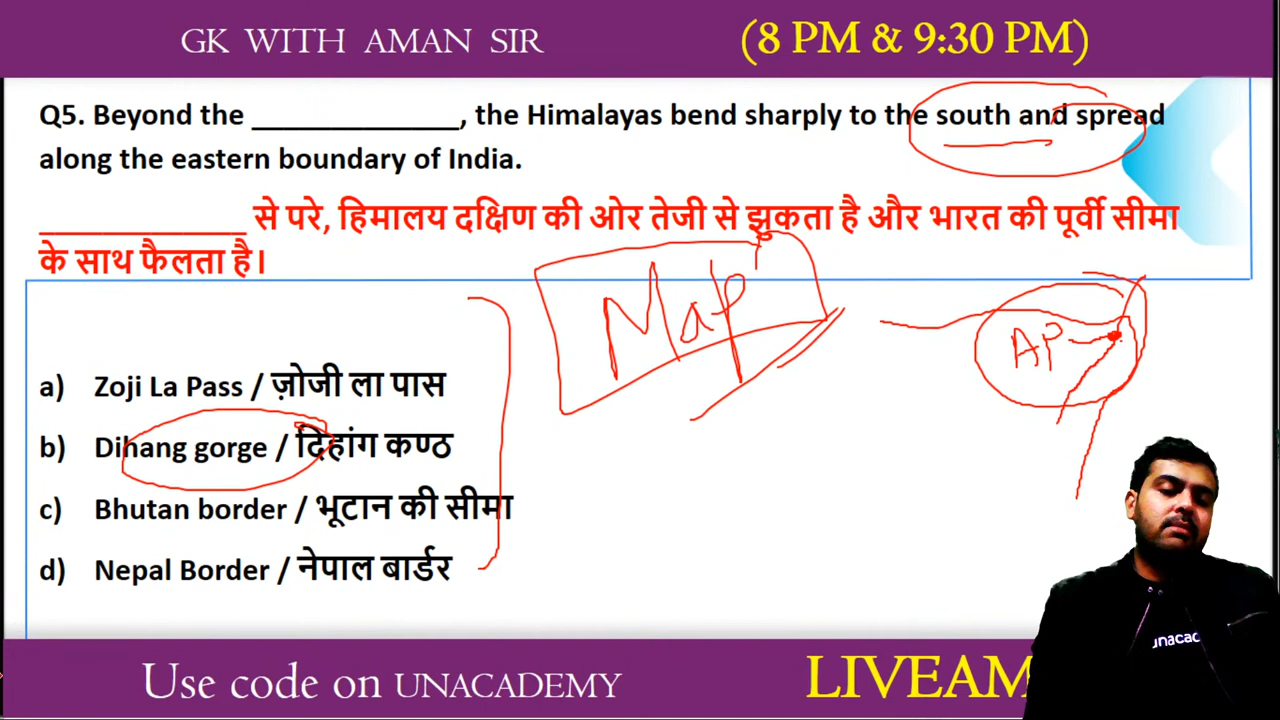 GK WITH AMAN SIR (8 PM & 9:30 PM)
Q5. Beyond the ______________, the Himalayas bend sharply to the south and spread
along the eastern boundary of India.
______________ से परे, हिमालय दक्षिण की ओर तेजी से झुकता है और भारत की पूर्वी सीमा
के साथ फैलता है।
Map
AP
a) Zoji La Pass / ज़ोजी ला पास
b) Dihang gorge / दिहांग कण्ठ
c) Bhutan border / भूटान की सीमा
d) Nepal Border / नेपाल बार्डर
unacad
Use code on UNACADEMY LIVEAM